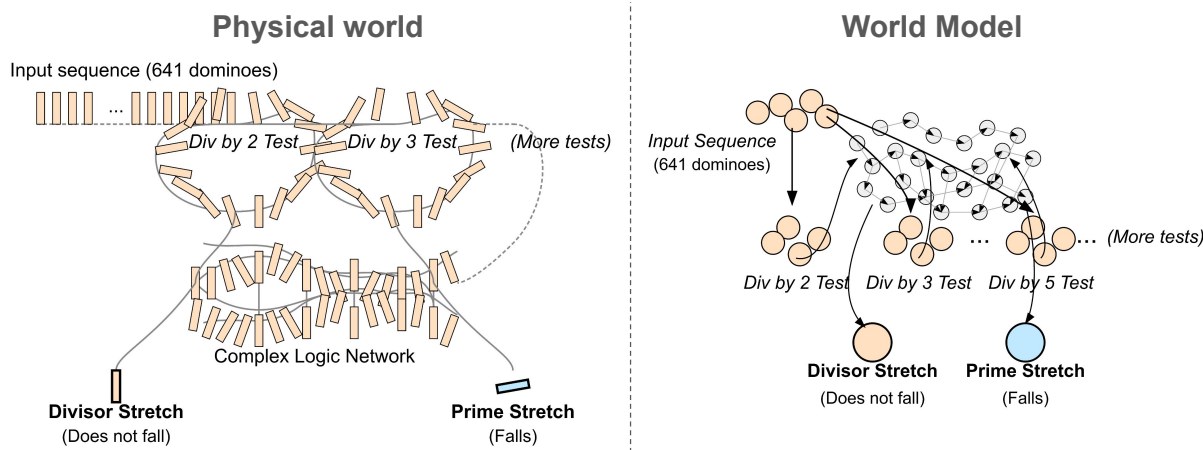 Physical world
Input sequence (641 dominoes)
...
Div by 2 Test
Div by 3 Test
(More tests)
Complex Logic Network
Divisor Stretch
(Does not fall)
Prime Stretch
(Falls)
World Model
Input Sequence
(641 dominoes)
...
...
(More tests)
Div by 2 Test
Div by 3 Test
Div by 5 Test
Divisor Stretch
(Does not fall)
Prime Stretch
(Falls)